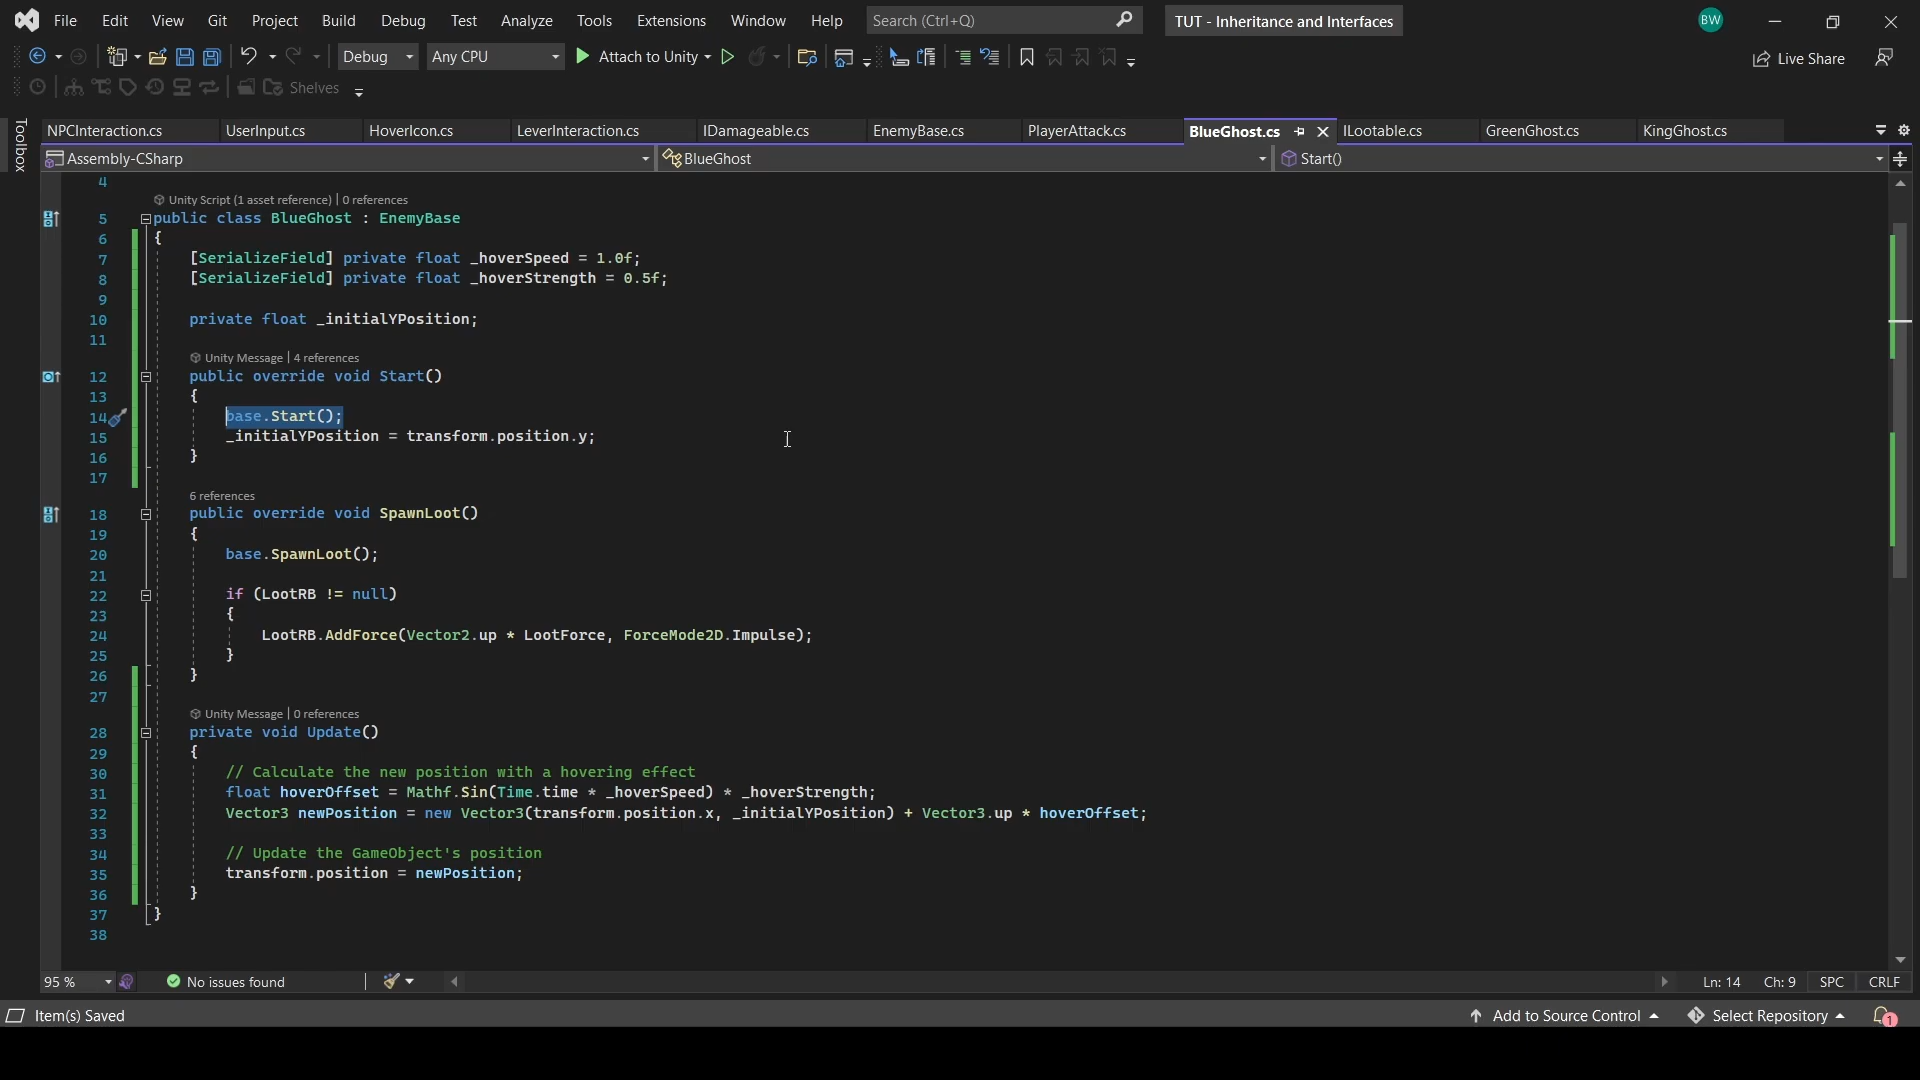 File Edit View Git Project Build Debug Test Analyze Tools Extensions Window Help Search (Ctrl+Q) TUT - Inheritance and Interfaces BW
Debug Any CPU Attach to Unity Live Share
Shelves
Toolbox
NPCInteraction.cs UserInput.cs HoverIcon.cs LeverInteraction.cs IDamageable.cs EnemyBase.cs PlayerAttack.cs BlueGhost.cs ILootable.cs GreenGhost.cs KingGhost.cs
Assembly-CSharp BlueGhost Start()
4
Unity Script (1 asset reference) | 0 references
5 public class BlueGhost : EnemyBase
6 {
7 [SerializeField] private float _hoverSpeed = 1.0f;
8 [SerializeField] private float _hoverStrength = 0.5f;
9
10 private float _initialYPosition;
11
Unity Message | 4 references
12 public override void Start()
13 {
14 base.Start();
15 _initialYPosition = transform.position.y;
16 }
17
6 references
18 public override void SpawnLoot()
19 {
20 base.SpawnLoot();
21
22 if (LootRB != null)
23 {
24 LootRB.AddForce(Vector2.up * LootForce, ForceMode2D.Impulse);
25 }
26 }
27
Unity Message | 0 references
28 private void Update()
29 {
30 // Calculate the new position with a hovering effect
31 float hoverOffset = Mathf.Sin(Time.time * _hoverSpeed) * _hoverStrength;
32 Vector3 newPosition = new Vector3(transform.position.x, _initialYPosition) + Vector3.up * hoverOffset;
33
34 // Update the GameObject's position
35 transform.position = newPosition;
36 }
37 }
38
95 % No issues found Ln: 14 Ch: 9 SPC CRLF
Item(s) Saved Add to Source Control Select Repository 1